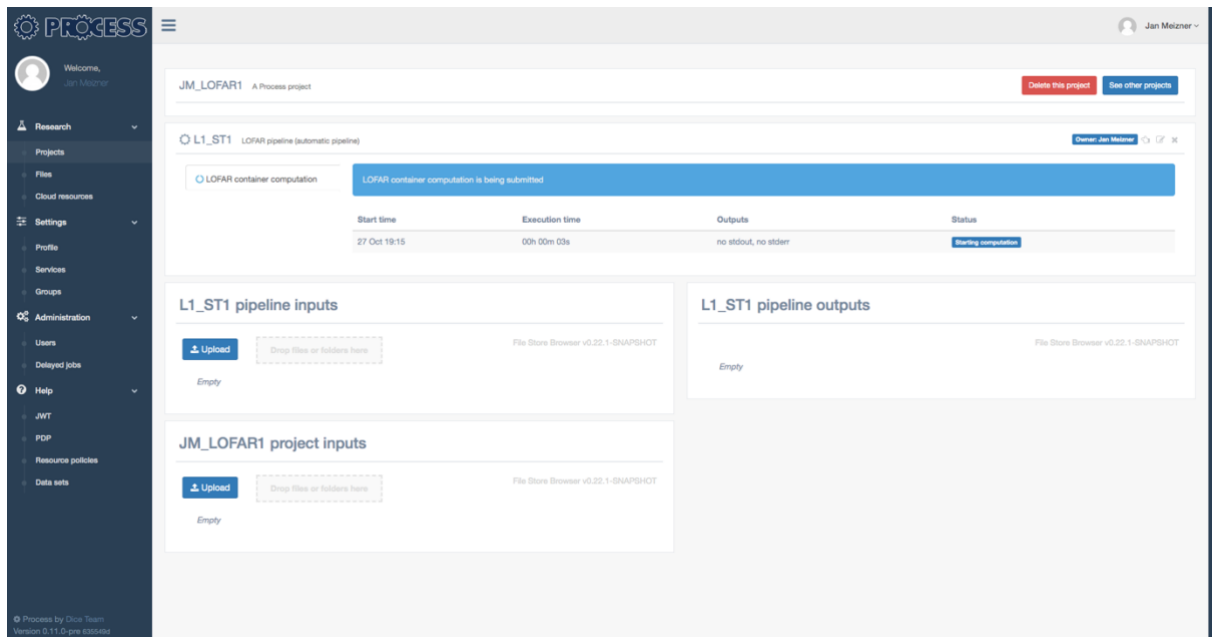 PROCESS
Jan Meizner
Welcome,
Jan Meizner
JM_LOFAR1 A Process project
Delete this project
See other projects
Research
Projects
Files
Cloud resources
Settings
Profile
Services
Groups
Administration
Users
Delayed jobs
Help
JWT
PDP
Resource policies
Data sets
L1_ST1 LOFAR pipeline (automatic pipeline)
Owner: Jan Meizner
LOFAR container computation
LOFAR container computation is being submitted
Start time Execution time Outputs Status
27 Oct 19:15 00h 00m 03s no stdout, no stderr Starting computation
L1_ST1 pipeline inputs
Upload
Drop files or folders here
File Store Browser v0.22.1-SNAPSHOT
Empty
L1_ST1 pipeline outputs
File Store Browser v0.22.1-SNAPSHOT
Empty
JM_LOFAR1 project inputs
Upload
Drop files or folders here
File Store Browser v0.22.1-SNAPSHOT
Empty
Process by Dice Team
Version 0.11.0-pre